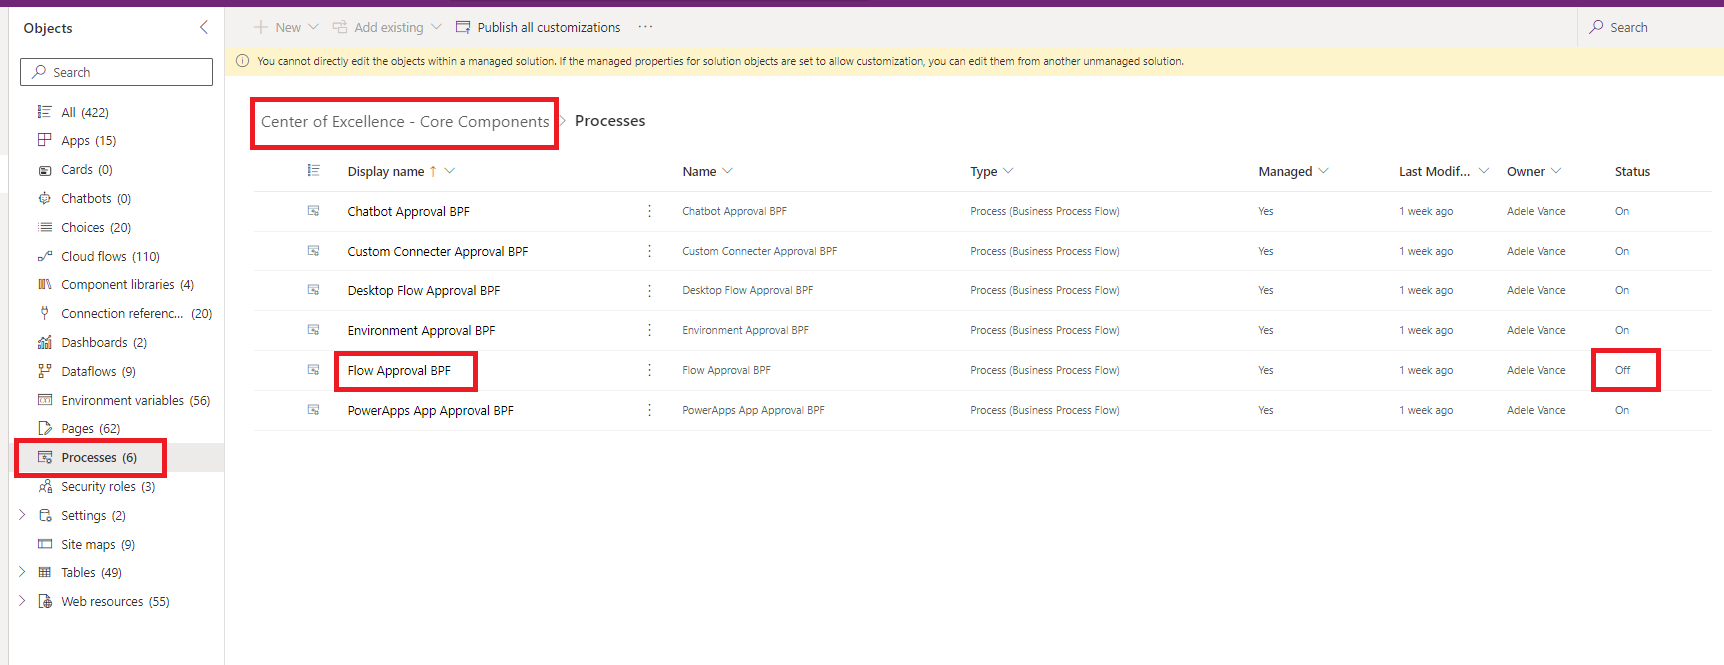 Objects
Search
All (422)
Apps (15)
Cards (0)
Chatbots (0)
Choices (20)
Cloud flows (110)
Component libraries (4)
Connection referenc... (20)
Dashboards (2)
Dataflows (9)
Environment variables (56)
Pages (62)
Processes (6)
Security roles (3)
Settings (2)
Site maps (9)
Tables (49)
Web resources (55)
New Add existing Publish all customizations ... Search
You cannot directly edit the objects within a managed solution. If the managed properties for solution objects are set to allow customization, you can edit them from another unmanaged solution.
Center of Excellence - Core Components > Processes
Display name ↑ Name Type Managed Last Modif... Owner Status
Chatbot Approval BPF Chatbot Approval BPF Process (Business Process Flow) Yes 1 week ago Adele Vance On
Custom Connecter Approval BPF Custom Connecter Approval BPF Process (Business Process Flow) Yes 1 week ago Adele Vance On
Desktop Flow Approval BPF Desktop Flow Approval BPF Process (Business Process Flow) Yes 1 week ago Adele Vance On
Environment Approval BPF Environment Approval BPF Process (Business Process Flow) Yes 1 week ago Adele Vance On
Flow Approval BPF Flow Approval BPF Process (Business Process Flow) Yes 1 week ago Adele Vance Off
PowerApps App Approval BPF PowerApps App Approval BPF Process (Business Process Flow) Yes 1 week ago Adele Vance On